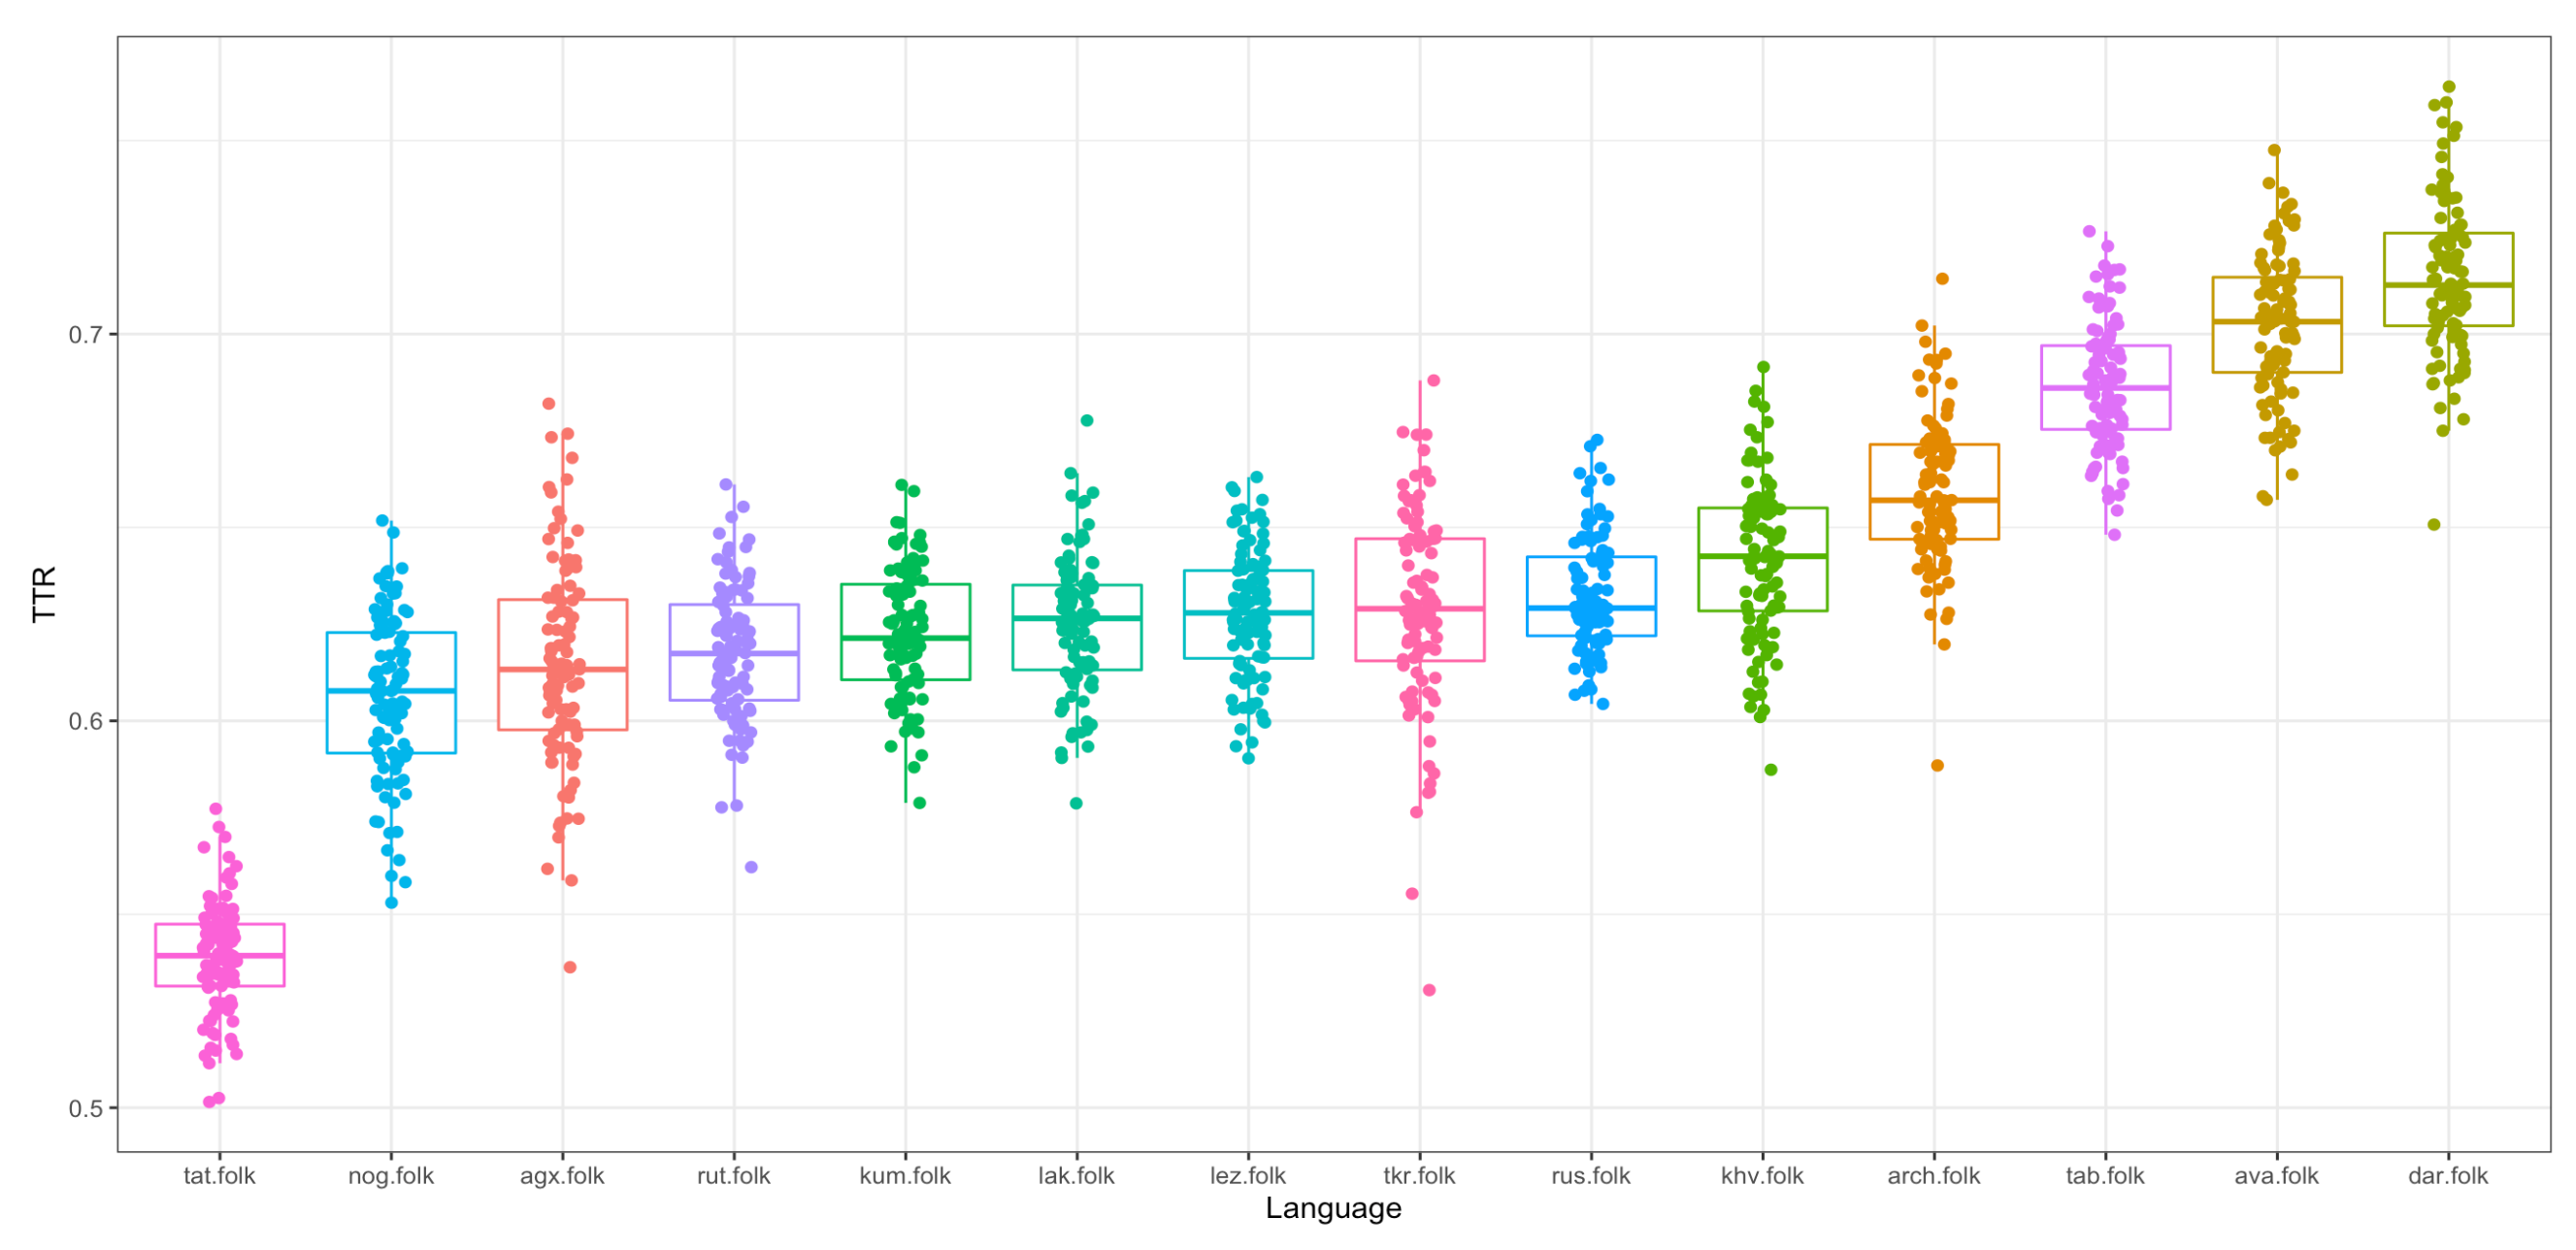 TTR
0.7
0.6
0.5
tat.folk nog.folk agx.folk rut.folk kum.folk lak.folk lez.folk tkr.folk rus.folk khv.folk arch.folk tab.folk ava.folk dar.folk
Language